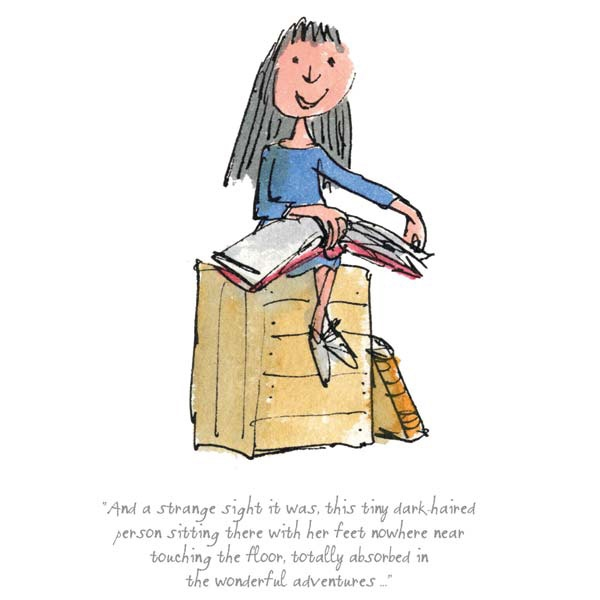 "And a strange sight it was, this tiny dark-haired
person sitting there with her feet nowhere near
touching the floor, totally absorbed in
the wonderful adventures ..."